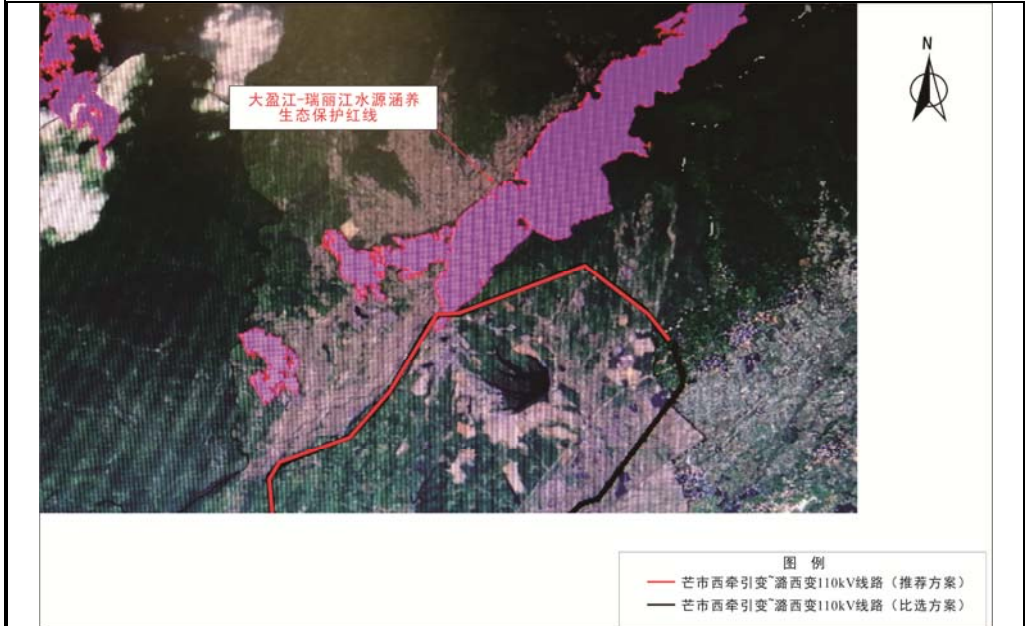 N
大盈江-瑞丽江水源涵养
生态保护红线
图 例
芒市西牵引变~潞西变110kV线路（推荐方案）
芒市西牵引变~潞西变110kV线路（比选方案）